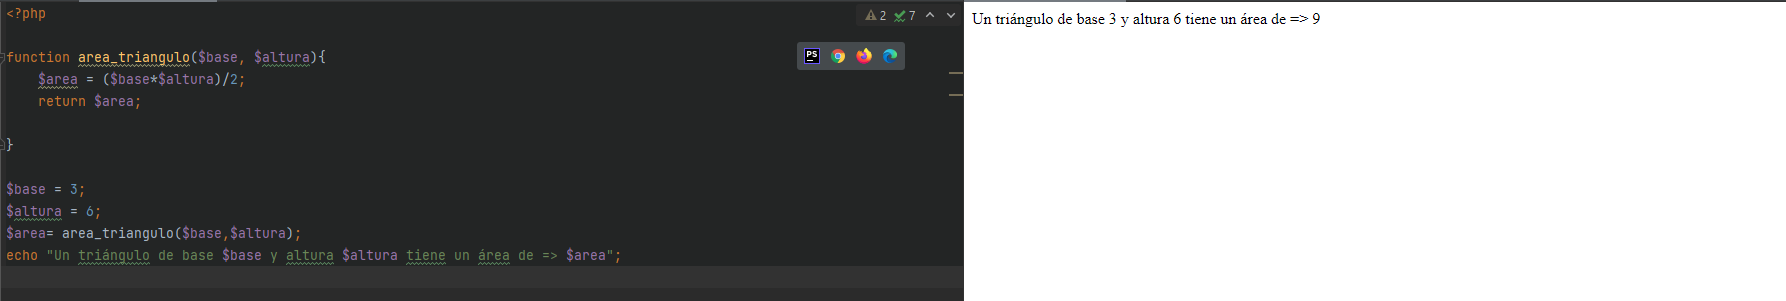 <?php
2 7
function area_triangulo($base, $altura){
PS
$area = ($base*$altura)/2;
return $area;
}
$base = 3;
$altura = 6;
$area= area_triangulo($base,$altura);
echo "Un triángulo de base $base y altura $altura tiene un área de => $area";
Un triángulo de base 3 y altura 6 tiene un área de => 9